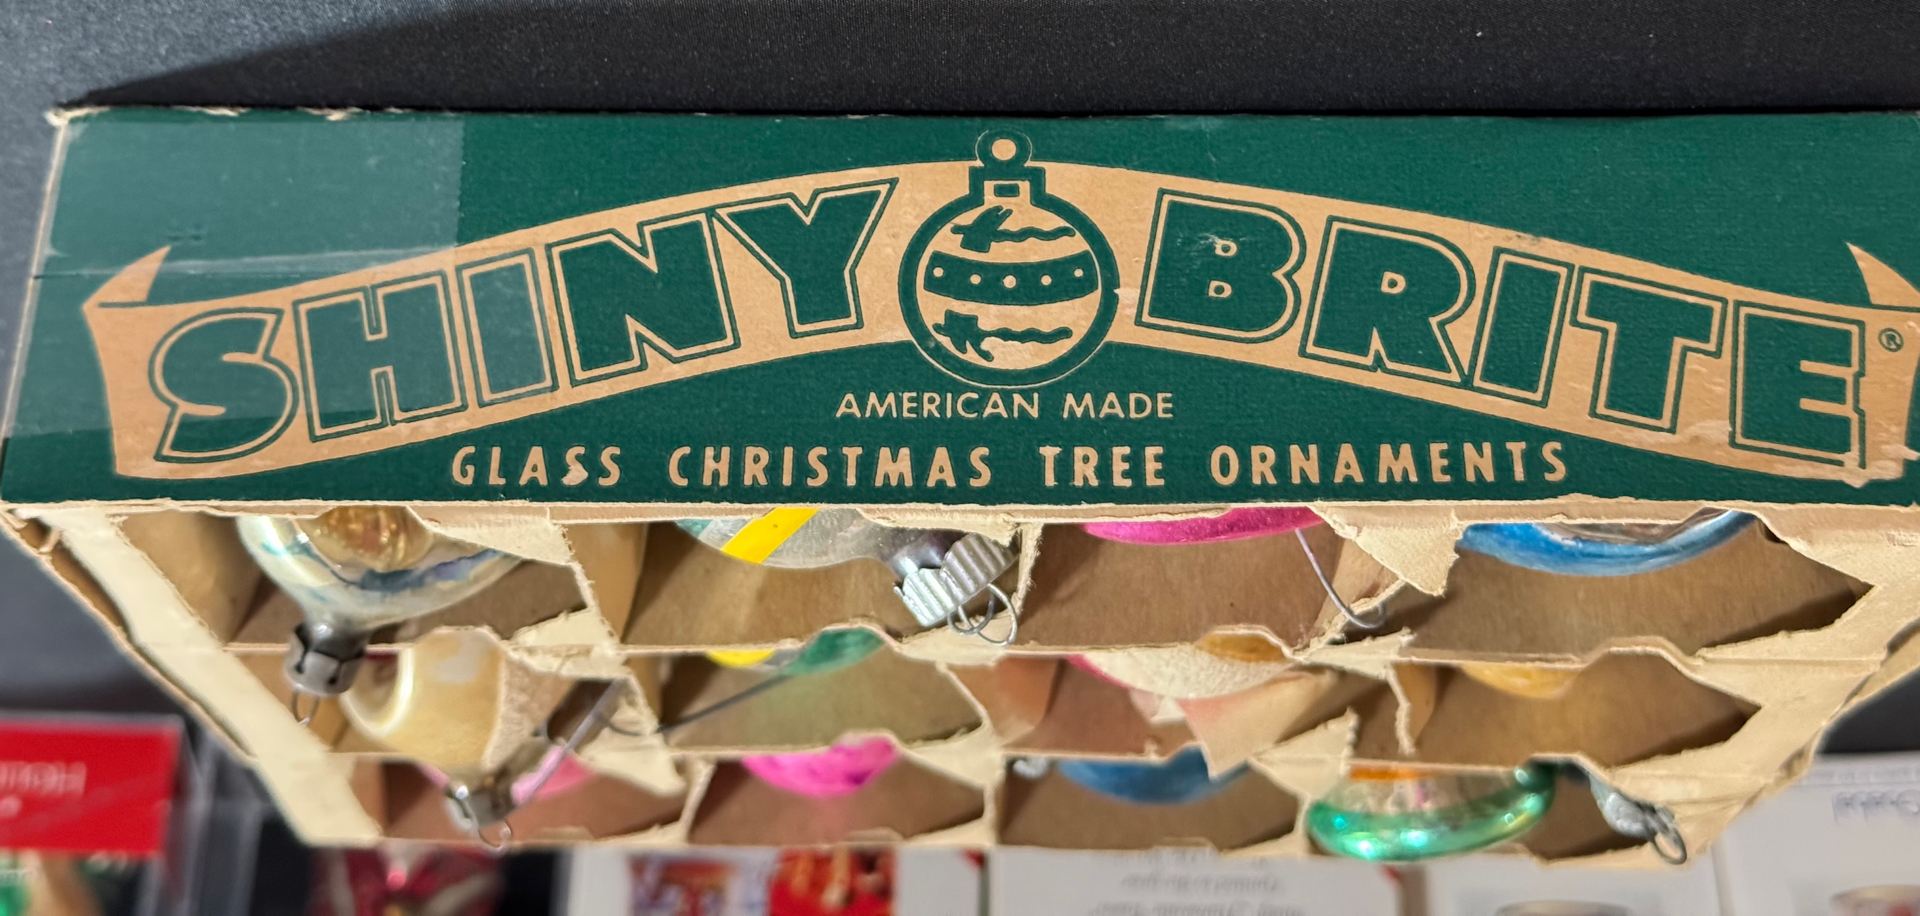 SHINY BRITE®
AMERICAN MADE
GLASS CHRISTMAS TREE ORNAMENTS